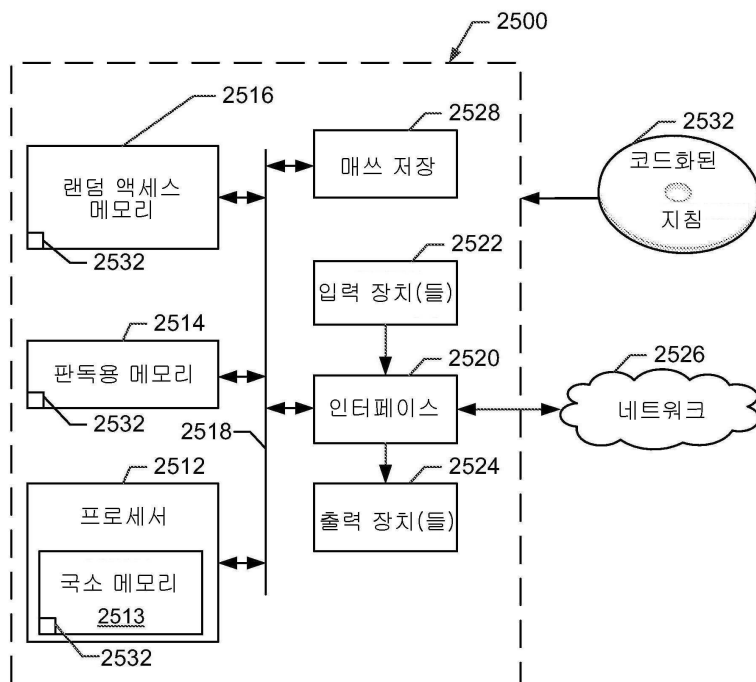 2500
2516
랜덤 액세스
메모리
2532
2528
매쓰 저장
2532
코드화된
지침
2522
입력 장치(들)
2514
판독용 메모리
2532
2520
인터페이스
2526
네트워크
2518
2512
프로세서
국소 메모리
2513
2532
2524
출력 장치(들)